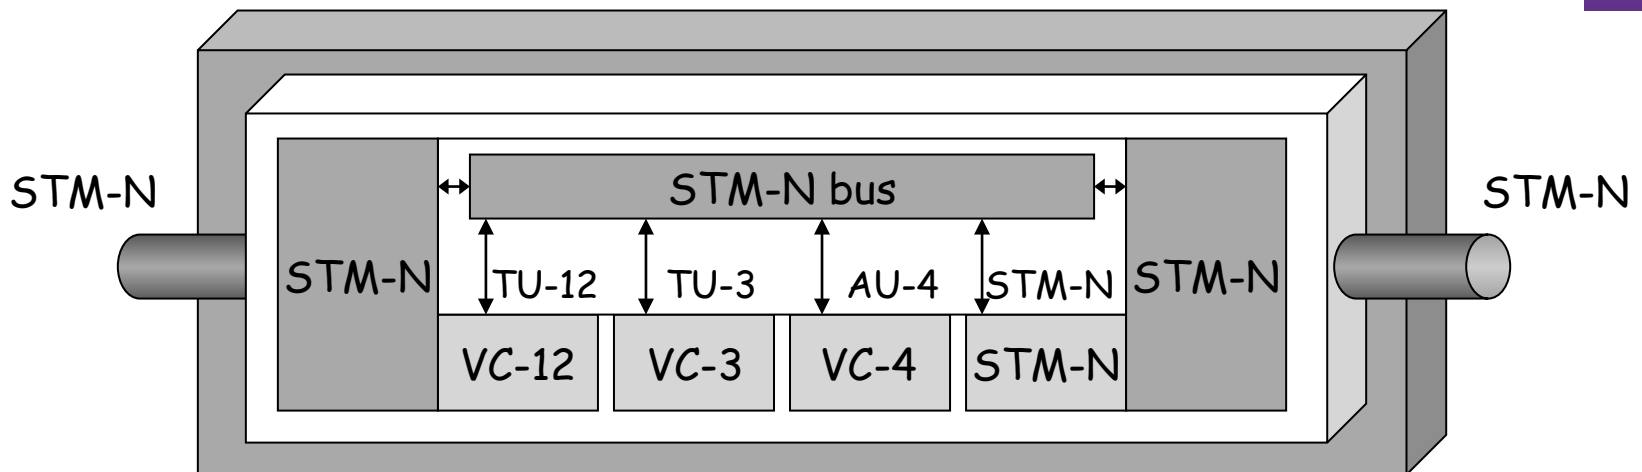 STM-N
STM-N
STM-N bus
STM-N
TU-12
TU-3
AU-4
STM-N
STM-N
VC-12
VC-3
VC-4
STM-N